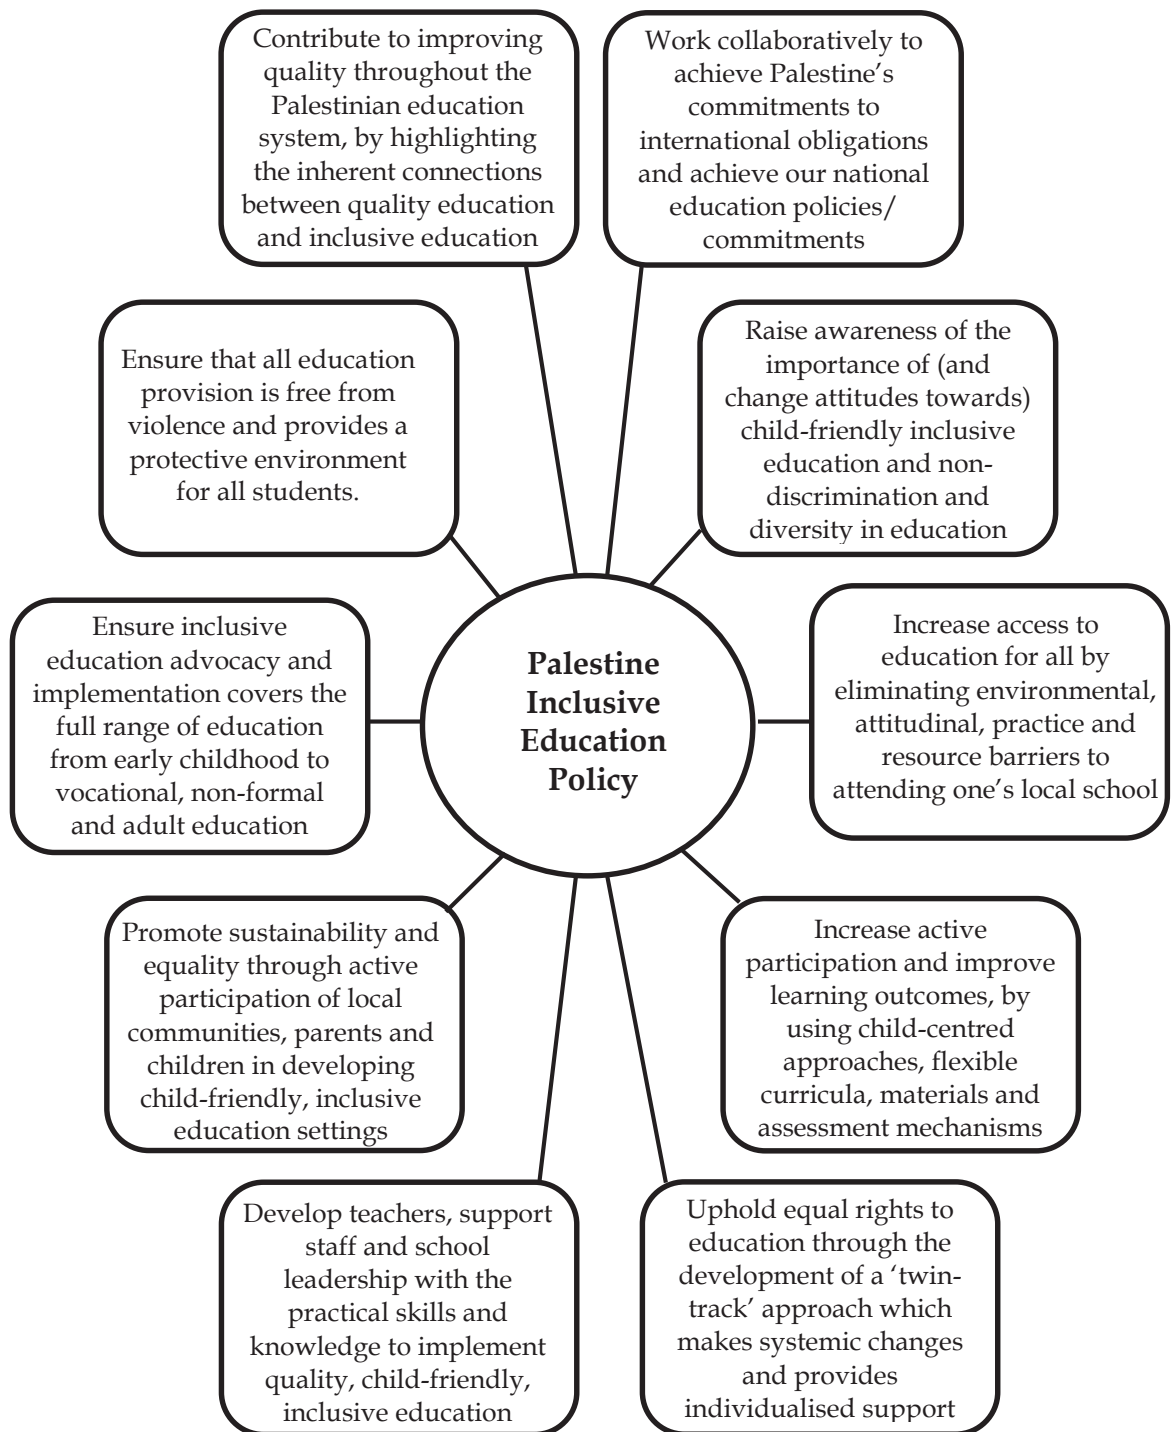 Contribute to improving
quality throughout the
Palestinian education
system, by highlighting
the inherent connections
between quality education
and inclusive education
Work collaboratively to
achieve Palestine’s
commitments to
international obligations
and achieve our national
education policies/
commitments
Ensure that all education
provision is free from
violence and provides a
protective environment
for all students.
Raise awareness of the
importance of (and
change attitudes towards)
child-friendly inclusive
education and non-
discrimination and
diversity in education
Ensure inclusive
education advocacy and
implementation covers the
full range of education
from early childhood to
vocational, non-formal
and adult education
Palestine
Inclusive
Education
Policy
Increase access to
education for all by
eliminating environmental,
attitudinal, practice and
resource barriers to
attending one’s local school
Promote sustainability and
equality through active
participation of local
communities, parents and
children in developing
child-friendly, inclusive
education settings
Increase active
participation and improve
learning outcomes, by
using child-centred
approaches, flexible
curricula, materials and
assessment mechanisms
Develop teachers, support
staff and school
leadership with the
practical skills and
knowledge to implement
quality, child-friendly,
inclusive education
Uphold equal rights to
education through the
development of a ‘twin-
track’ approach which
makes systemic changes
and provides
individualised support